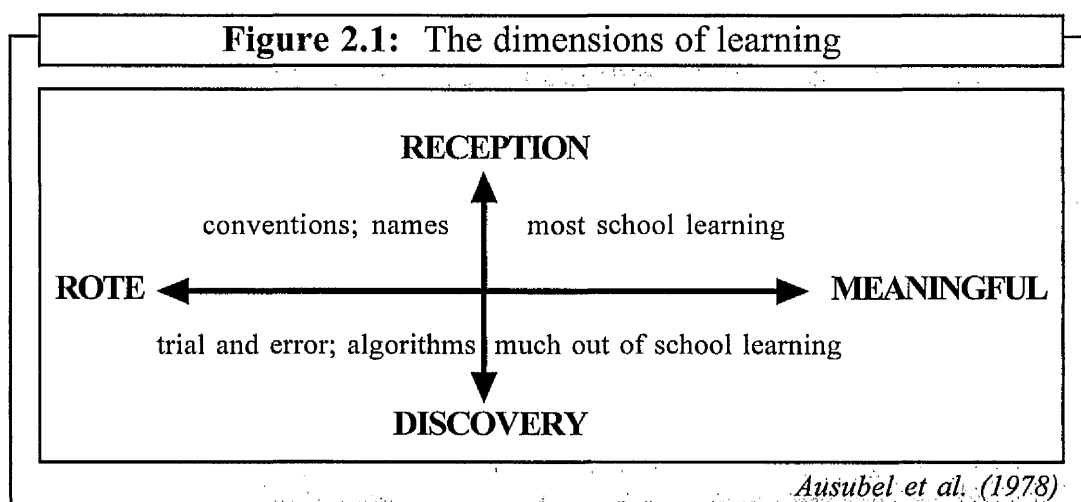 Figure 2.1: The dimensions of learning
RECEPTION
conventions; names most school learning
ROTE MEANINGFUL
trial and error; algorithms much out of school learning
DISCOVERY
Ausubel et al. (1978)